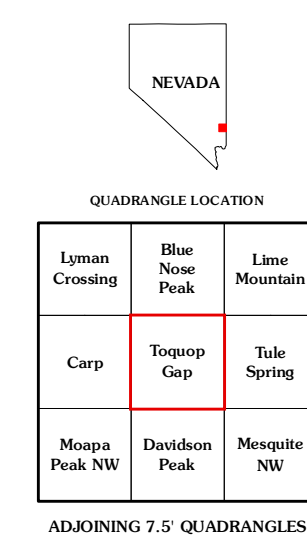 NEVADA
QUADRANGLE LOCATION
Lyman
Crossing
Blue
Nose
Peak
Lime
Mountain
Carp
Toquop
Gap
Tule
Spring
Moapa
Peak NW
Davidson
Peak
Mesquite
NW
ADJOINING 7.5' QUADRANGLES